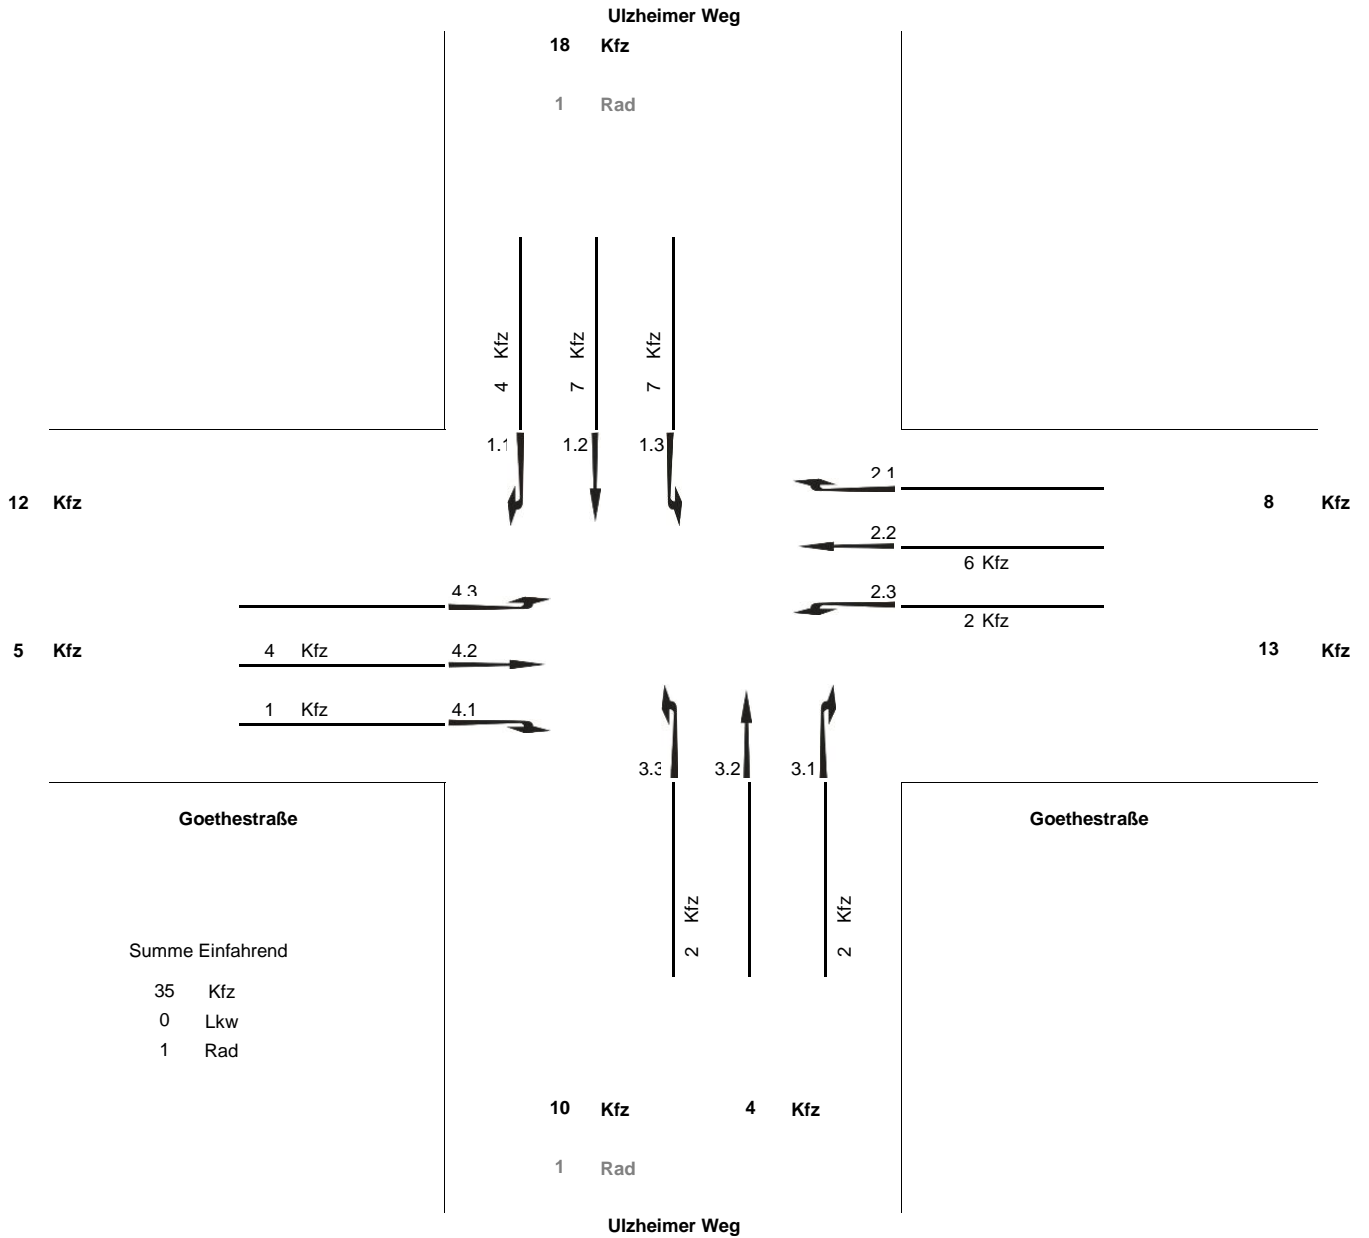 Ulzheimer Weg
18 Kfz
1 Rad
4 Kfz
7 Kfz
7 Kfz
1.1 1.2 1.3
2.1
12 Kfz
8 Kfz
2.2
6 Kfz
4.3
2.3
2 Kfz
5 Kfz
4 Kfz 4.2
13 Kfz
1 Kfz 4.1
3.3 3.2 3.1
Goethestraße
Goethestraße
2 Kfz
2 Kfz
Summe Einfahrend
35 Kfz
0 Lkw
1 Rad
10 Kfz 4 Kfz
1 Rad
Ulzheimer Weg